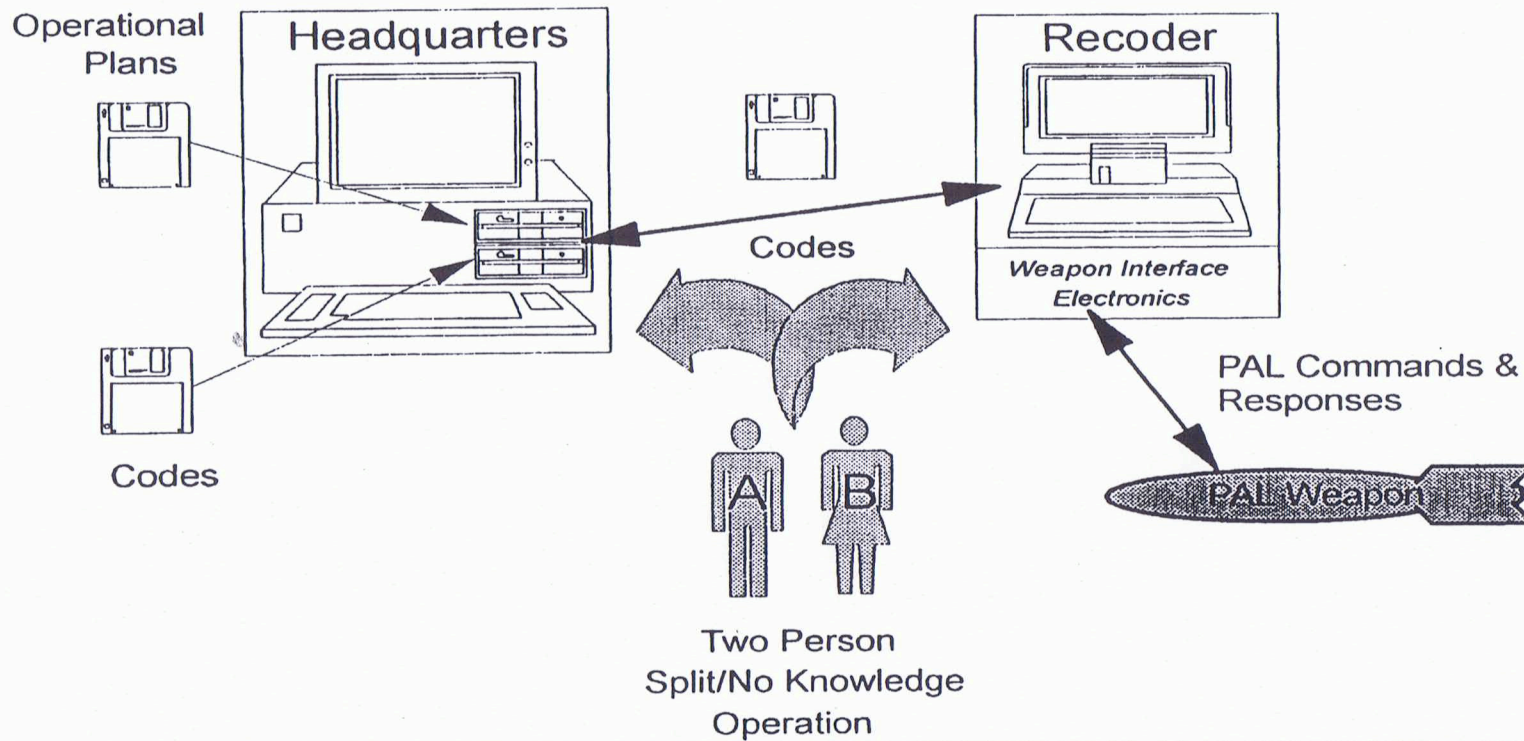 Operational
Plans
Headquarters
Recoder
Codes
Weapon Interface
Electronics
PAL Commands &
Responses
Codes
A B
PAL Weapon
Two Person
Split/No Knowledge
Operation